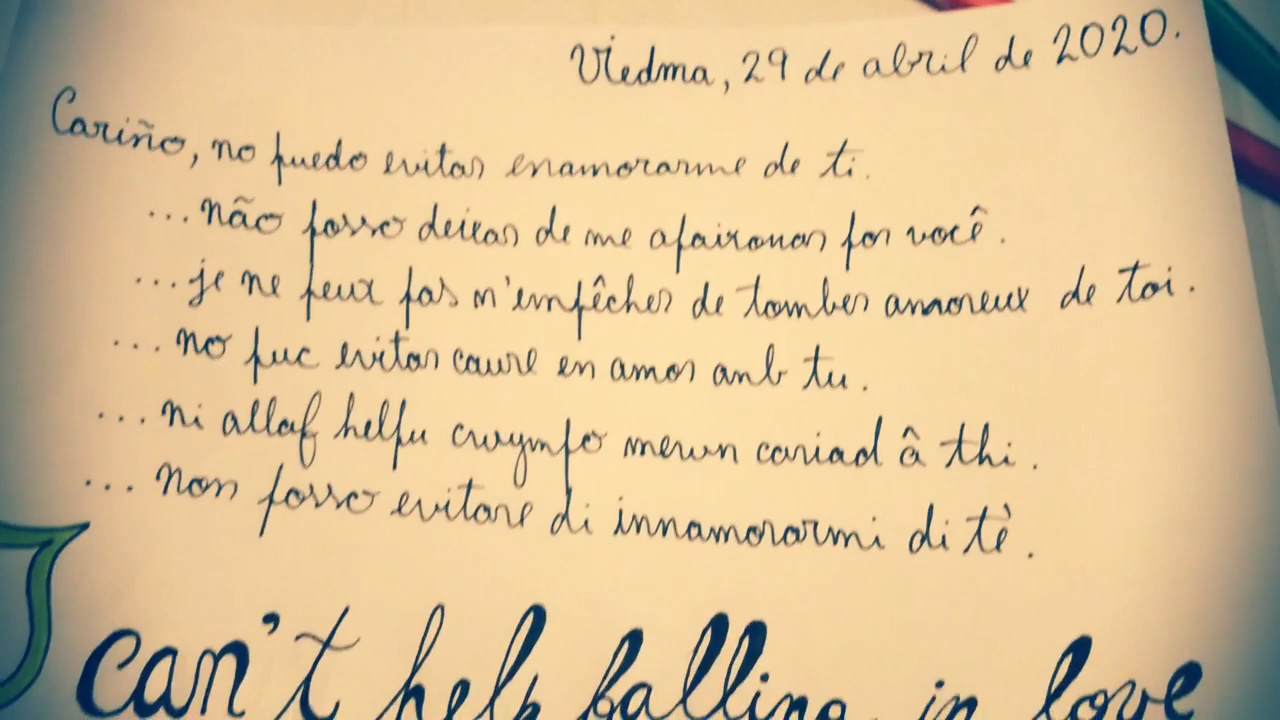 Viedma, 29 de abril de 2020.
Cariño, no puedo evitar enamorarme de ti.
...não posso deixar de me apaixonar por você.
...je ne peux pas m'empêcher de tomber amoreux de toi.
...no puc evitar caure en amor amb tu.
...ni allaf helpu cwympo mewn cariad â thi.
...non posso evitare di innamorarmi di tè.
I can't help falling in love